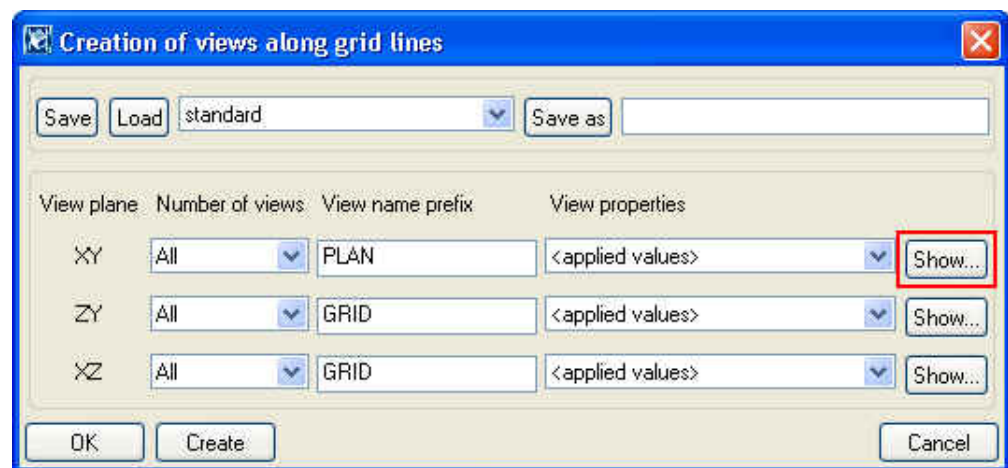 Creation of views along grid lines
Save Load standard Save as
View plane Number of views View name prefix View properties
XY All PLAN <applied values> Show...
ZY All GRID <applied values> Show...
XZ All GRID <applied values> Show...
OK Create Cancel